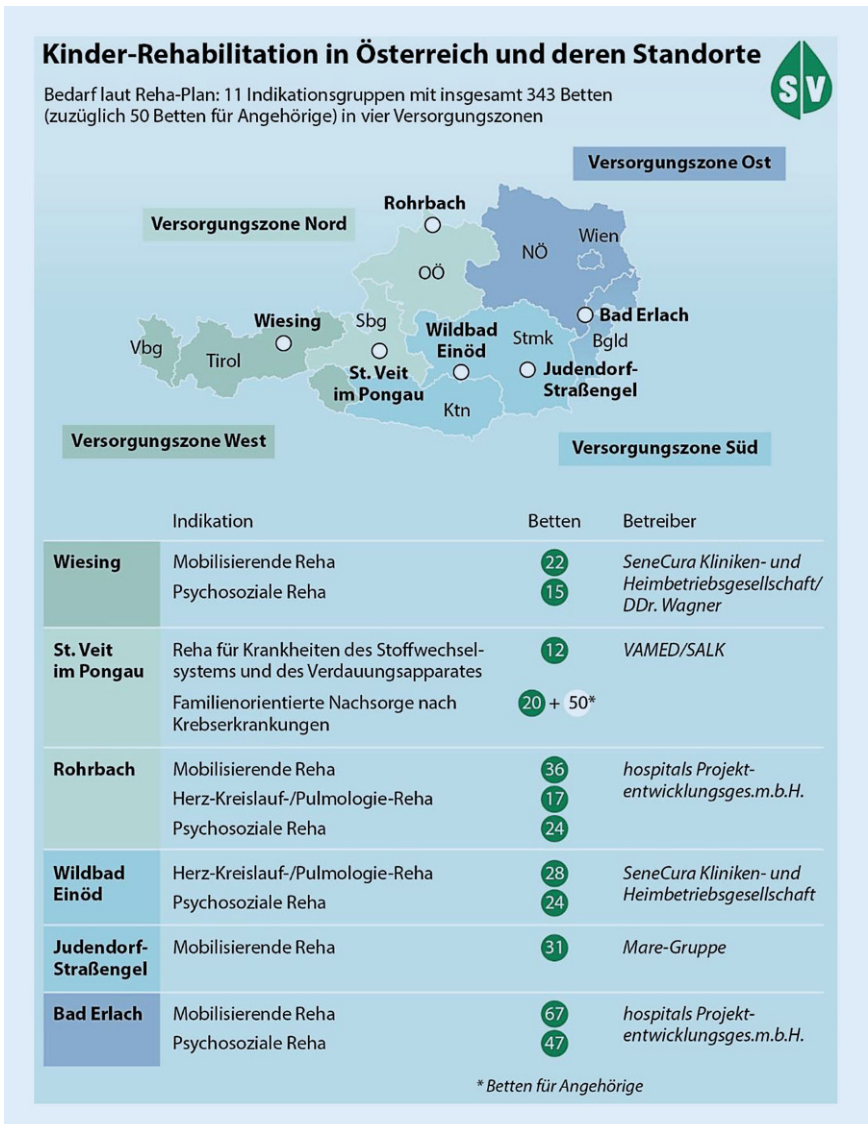 Kinder-Rehabilitation in Österreich und deren Standorte
SV
Bedarf laut Reha-Plan: 11 Indikationsgruppen mit insgesamt 343 Betten
(zuzüglich 50 Betten für Angehörige) in vier Versorgungszonen
Versorgungszone Ost
Rohrbach
Versorgungszone Nord
Wien
NÖ
OÖ
Wiesing
Sbg
Wildbad
Einöd
Bad Erlach
Stmk
Bgld
Vbg
Tirol
St. Veit
im Pongau
Judendorf-
Straßengel
Ktn
Versorgungszone West
Versorgungszone Süd
Indikation Betten Betreiber
Wiesing Mobilisierende Reha 22 SeneCura Kliniken- und
Psychosoziale Reha 15 Heimbetriebsgesellschaft/
DDr. Wagner
St. Veit Reha für Krankheiten des Stoffwechsel- 12 VAMED/SALK
im Pongau systems und des Verdauungsapparates
Familienorientierte Nachsorge nach 20 + 50*
Krebserkrankungen
Rohrbach Mobilisierende Reha 36 hospitals Projekt-
Herz-Kreislauf-/Pulmologie-Reha 17 entwicklungsges.m.b.H.
Psychosoziale Reha 24
Wildbad Herz-Kreislauf-/Pulmologie-Reha 28 SeneCura Kliniken- und
Einöd Psychosoziale Reha 24 Heimbetriebsgesellschaft
Judendorf- Mobilisierende Reha 31 Mare-Gruppe
Straßengel
Bad Erlach Mobilisierende Reha 67 hospitals Projekt-
Psychosoziale Reha 47 entwicklungsges.m.b.H.
* Betten für Angehörige